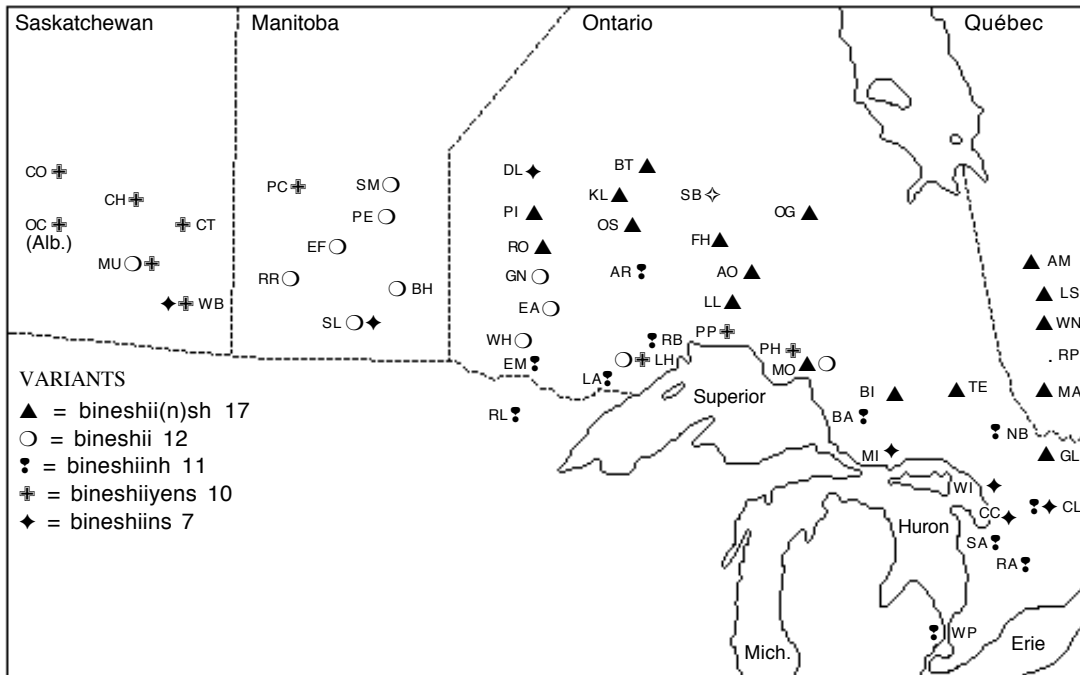 Saskatchewan Manitoba Ontario Québec
CO
CH
OC
(Alb.)
CT
MU
WB
PC
SM
PE
EF
RR
BH
SL
DL
BT
KL
SB
PI
OS
OG
RO
FH
GN
AR
AO
EA
LL
WH
RB
PP
EM
LH
PH
MO
LA
RL
AM
LS
WN
RP
MA
BI
TE
BA
NB
MI
GL
WI
CC
CL
SA
RA
WP
Superior
Huron
Mich.
Erie
VARIANTS
▲ = bineshii(n)sh 17
❍ = bineshii 12
❢ = bineshiinh 11
✙ = bineshiiyens 10
✦ = bineshiins 7